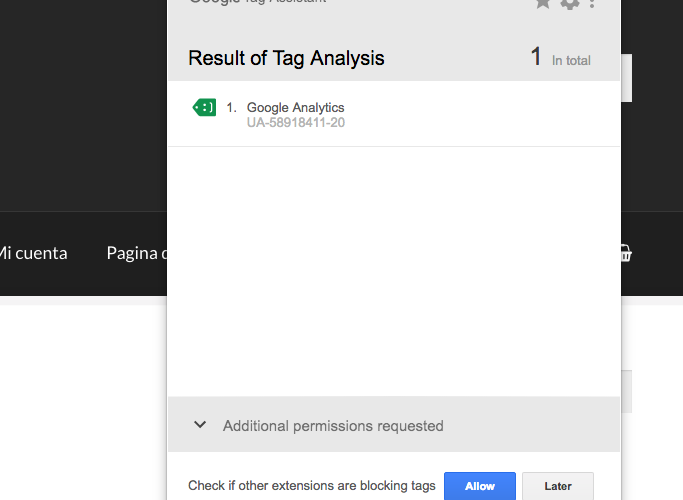 Google Tag Assistant
Result of Tag Analysis
1 In total
1. Google Analytics
UA-58918411-20
Mi cuenta
Pagina
Additional permissions requested
Check if other extensions are blocking tags
Allow
Later